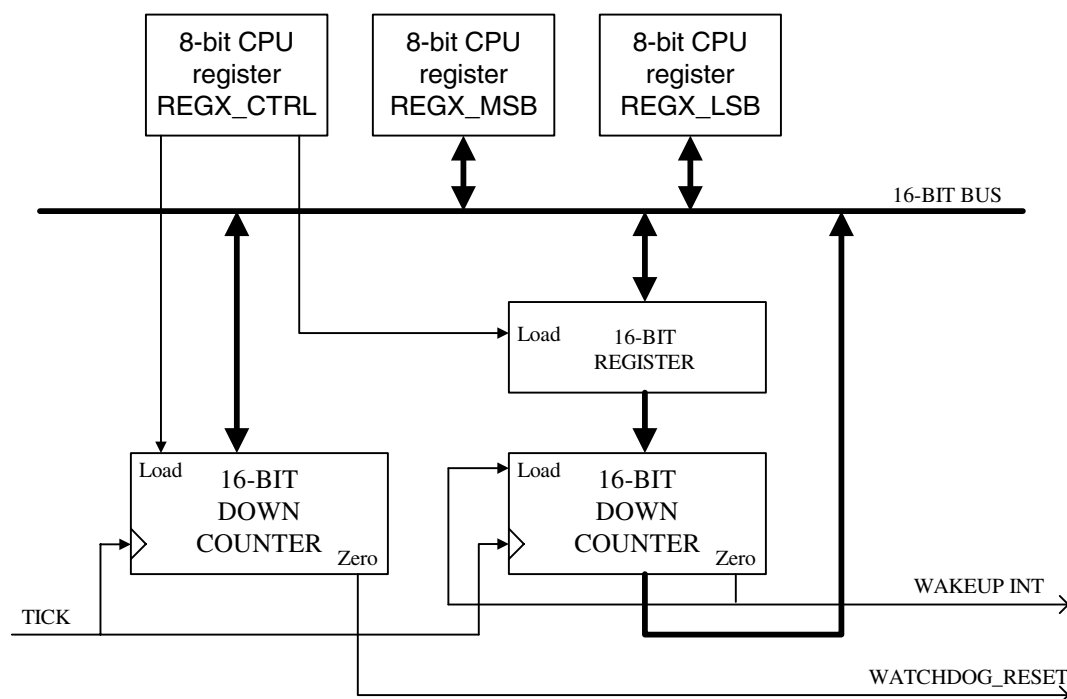 8-bit CPU
register
REGX_CTRL
8-bit CPU
register
REGX_MSB
8-bit CPU
register
REGX_LSB
16-BIT BUS
Load
16-BIT
REGISTER
Load
16-BIT
DOWN
COUNTER
Zero
Load
16-BIT
DOWN
COUNTER
Zero
WAKEUP INT
TICK
WATCHDOG_RESET